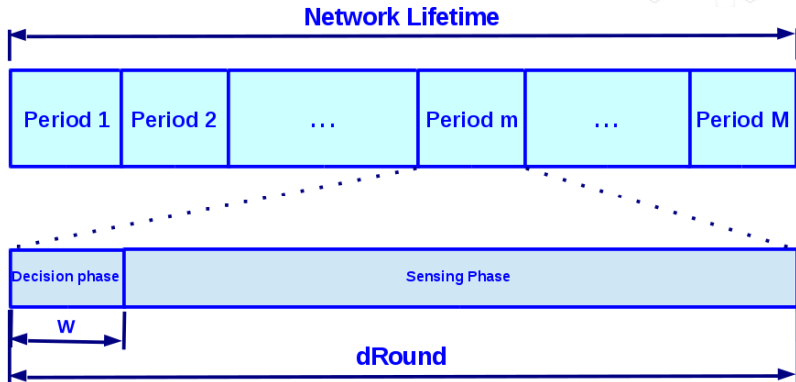 Network Lifetime
Period 1 Period 2 ... Period m ... Period M
Decision phase Sensing Phase
W
dRound